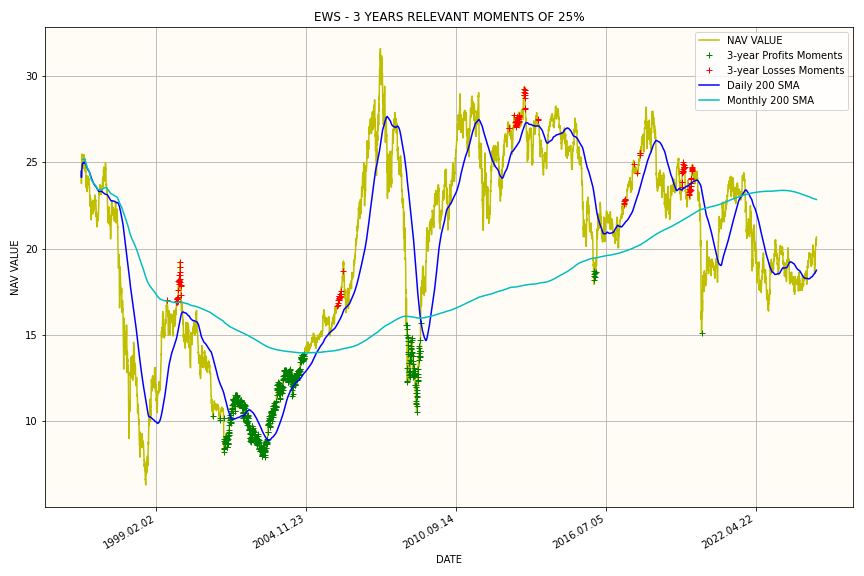 EWS - 3 YEARS RELEVANT MOMENTS OF 25%
NAV VALUE
3-year Profits Moments
3-year Losses Moments
Daily 200 SMA
Monthly 200 SMA
30
25
20
15
10
NAV VALUE
1999.02.02
2004.11.23
2010.09.14
2016.07.05
2022.04.22
DATE